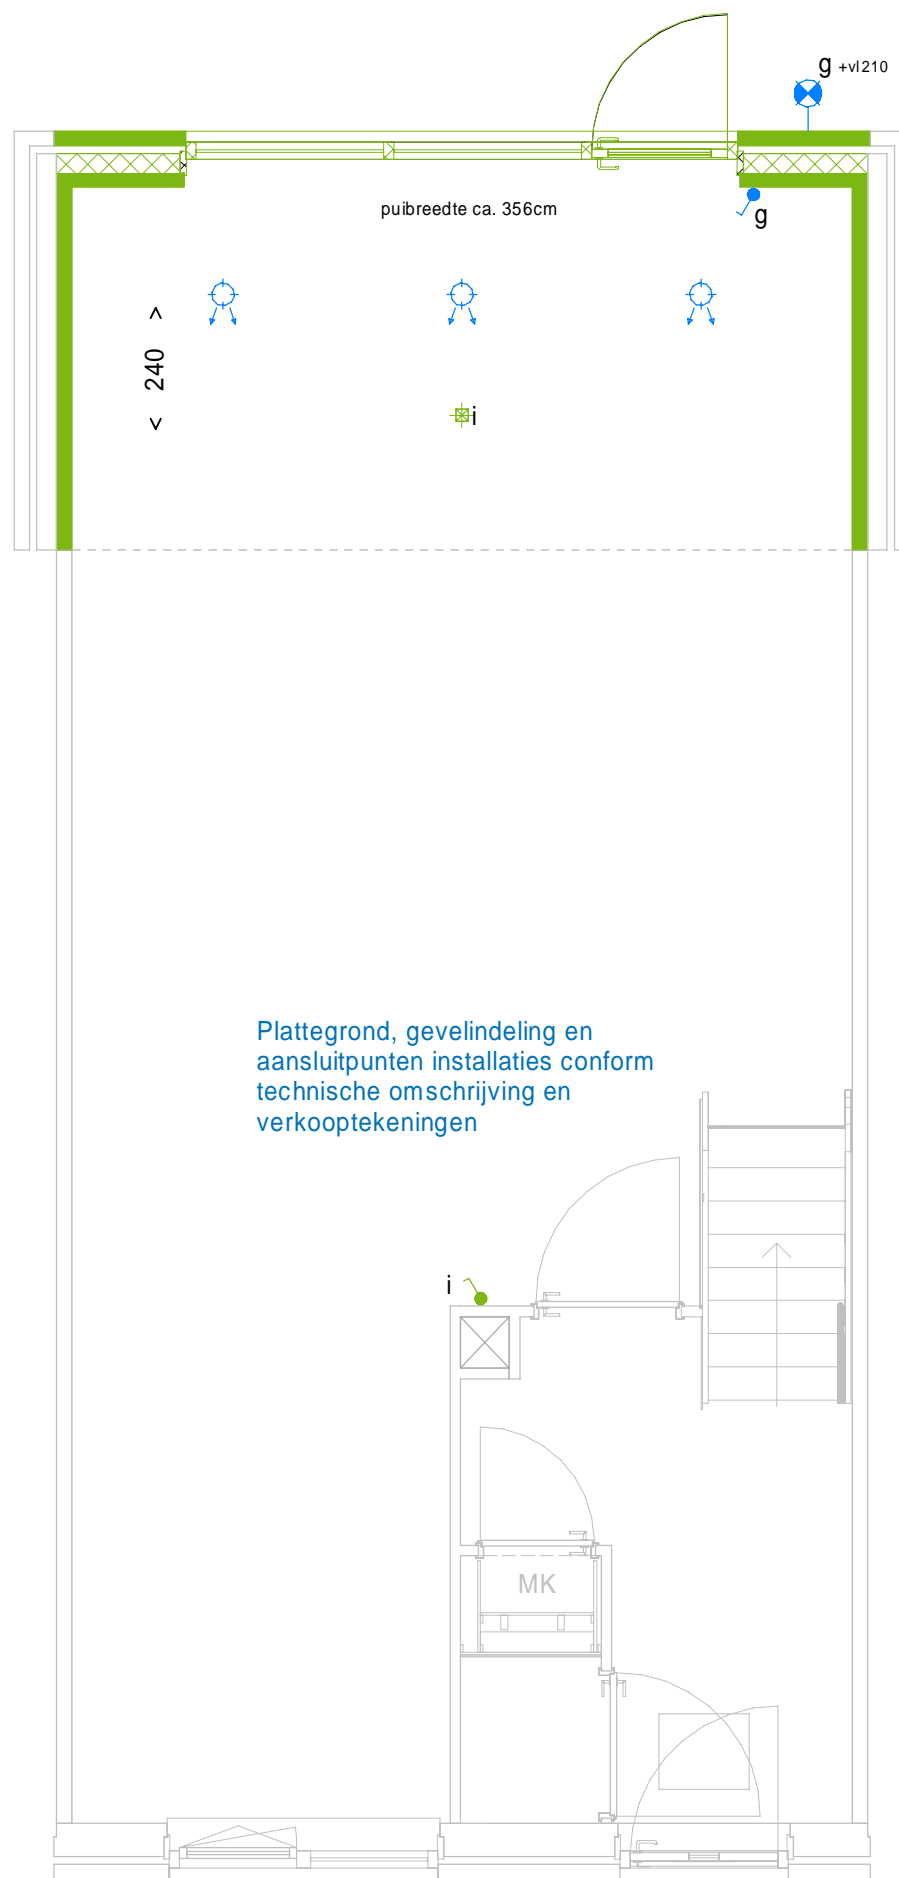 g +vl210
puibreedte ca. 356cm
g
< 240 >
i
Plattegrond, gevelindeling en
aansluitpunten installaties conform
technische omschrijving en
verkooptekeningen
i
MK